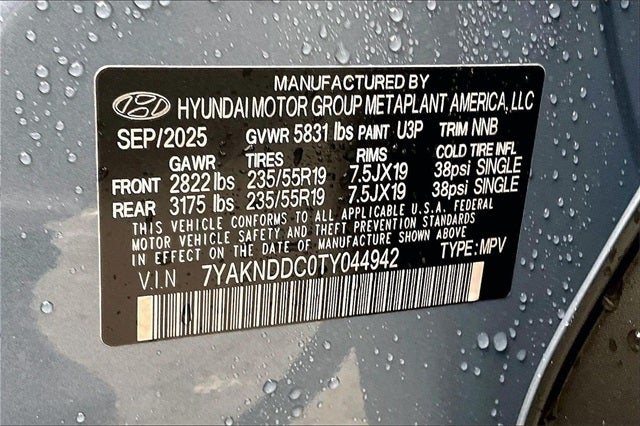 MANUFACTURED BY
HYUNDAI MOTOR GROUP METAPLANT AMERICA, LLC
SEP/2025 GVWR 5831 lbs PAINT U3P TRIM NNB
GAWR TIRES RIMS COLD TIRE INFL
FRONT 2822 lbs 235/55R19 7.5JX19 38psi SINGLE
REAR 3175 lbs 235/55R19 7.5JX19 38psi SINGLE
THIS VEHICLE CONFORMS TO ALL APPLICABLE U.S.A. FEDERAL
MOTOR VEHICLE SAFETY AND THEFT PREVENTION STANDARDS
IN EFFECT ON THE DATE OF MANUFACTURE SHOWN ABOVE.
V.I.N 7YAKNDDC0TY044942 TYPE: MPV